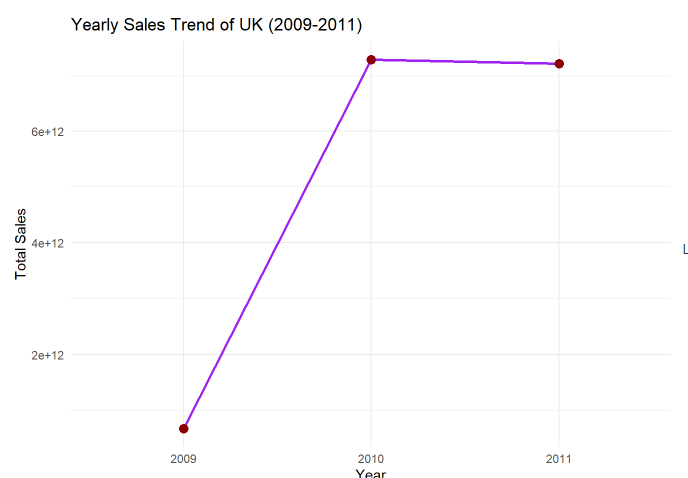 Yearly Sales Trend of UK (2009-2011)
6e+12
4e+12
2e+12
Total Sales
2009 2010 2011
Year
L